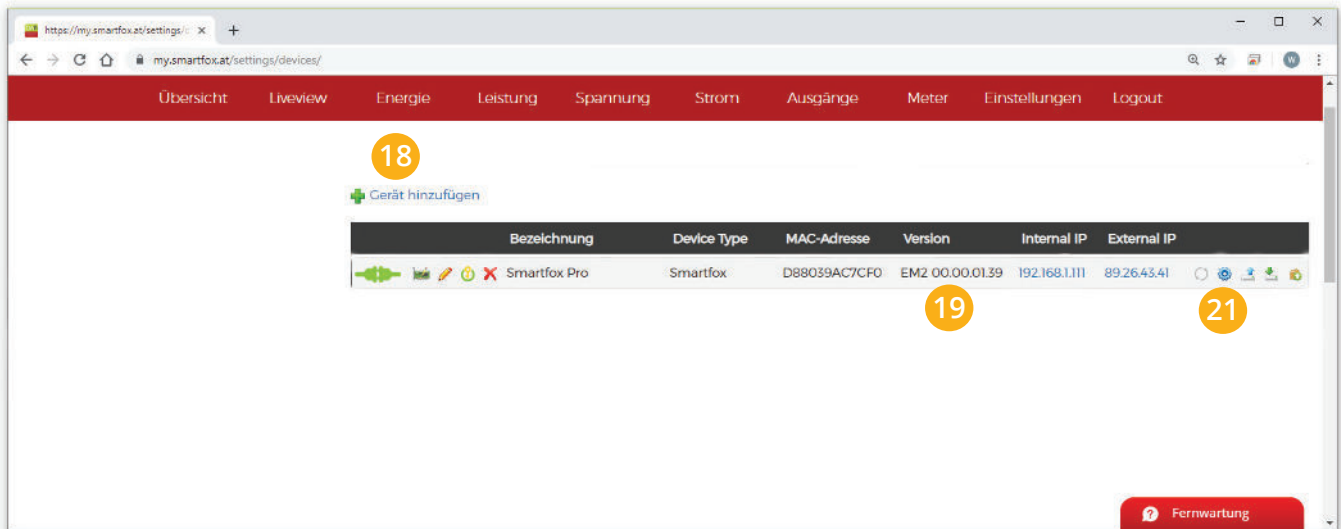 https://my.smartfox.at/settings/
my.smartfox.at/settings/devices/
W
Übersicht Liveview Energie Leistung Spannung Strom Ausgänge Meter Einstellungen Logout
18
Gerät hinzufügen
Bezeichnung Device Type MAC-Adresse Version Internal IP External IP
Smartfox Pro Smartfox D88039AC7CF0 EM2 00.00.01.39 192.168.1.111 89.26.43.41
19 21
? Fernwartung